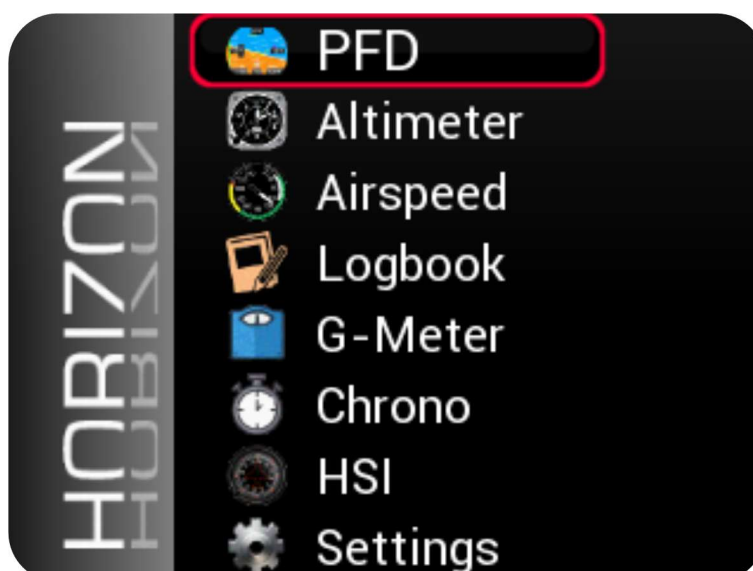 HORIZON
PFD
Altimeter
Airspeed
Logbook
G-Meter
Chrono
HSI
Settings